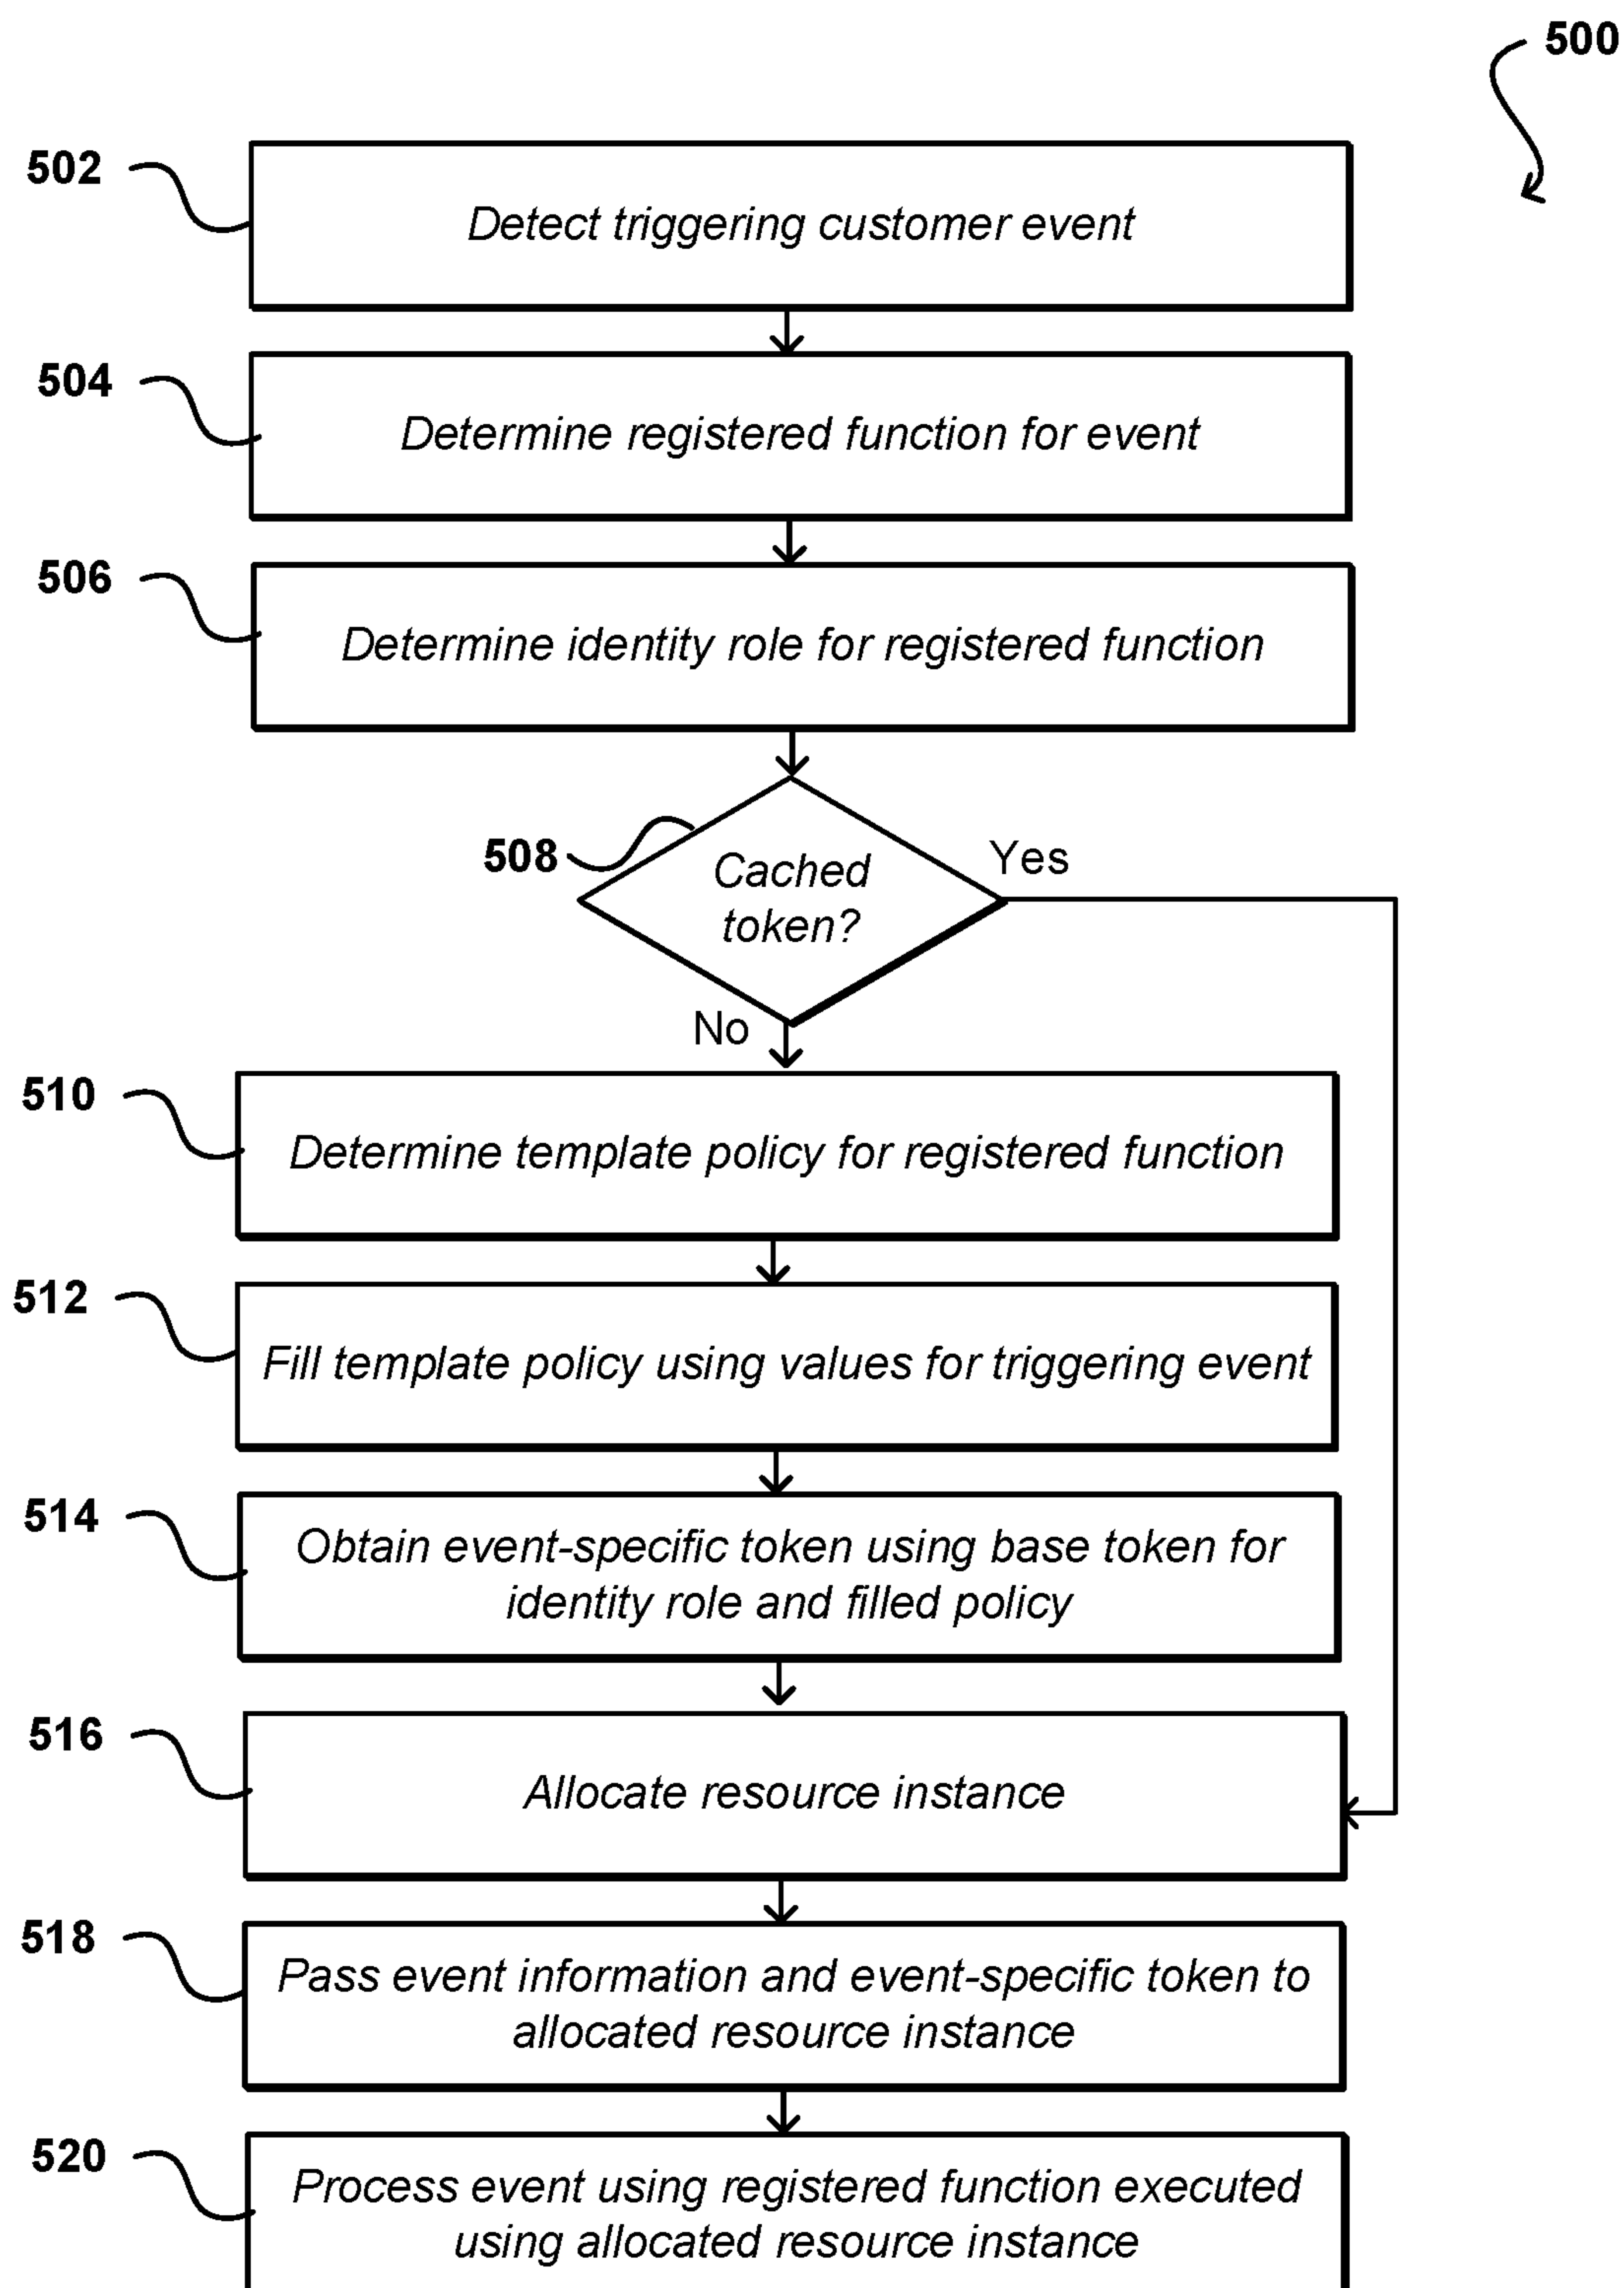 500
502
Detect triggering customer event
504
Determine registered function for event
506
Determine identity role for registered function
508
Cached
token?
Yes
No
510
Determine template policy for registered function
512
Fill template policy using values for triggering event
514
Obtain event-specific token using base token for
identity role and filled policy
516
Allocate resource instance
518
Pass event information and event-specific token to
allocated resource instance
520
Process event using registered function executed
using allocated resource instance